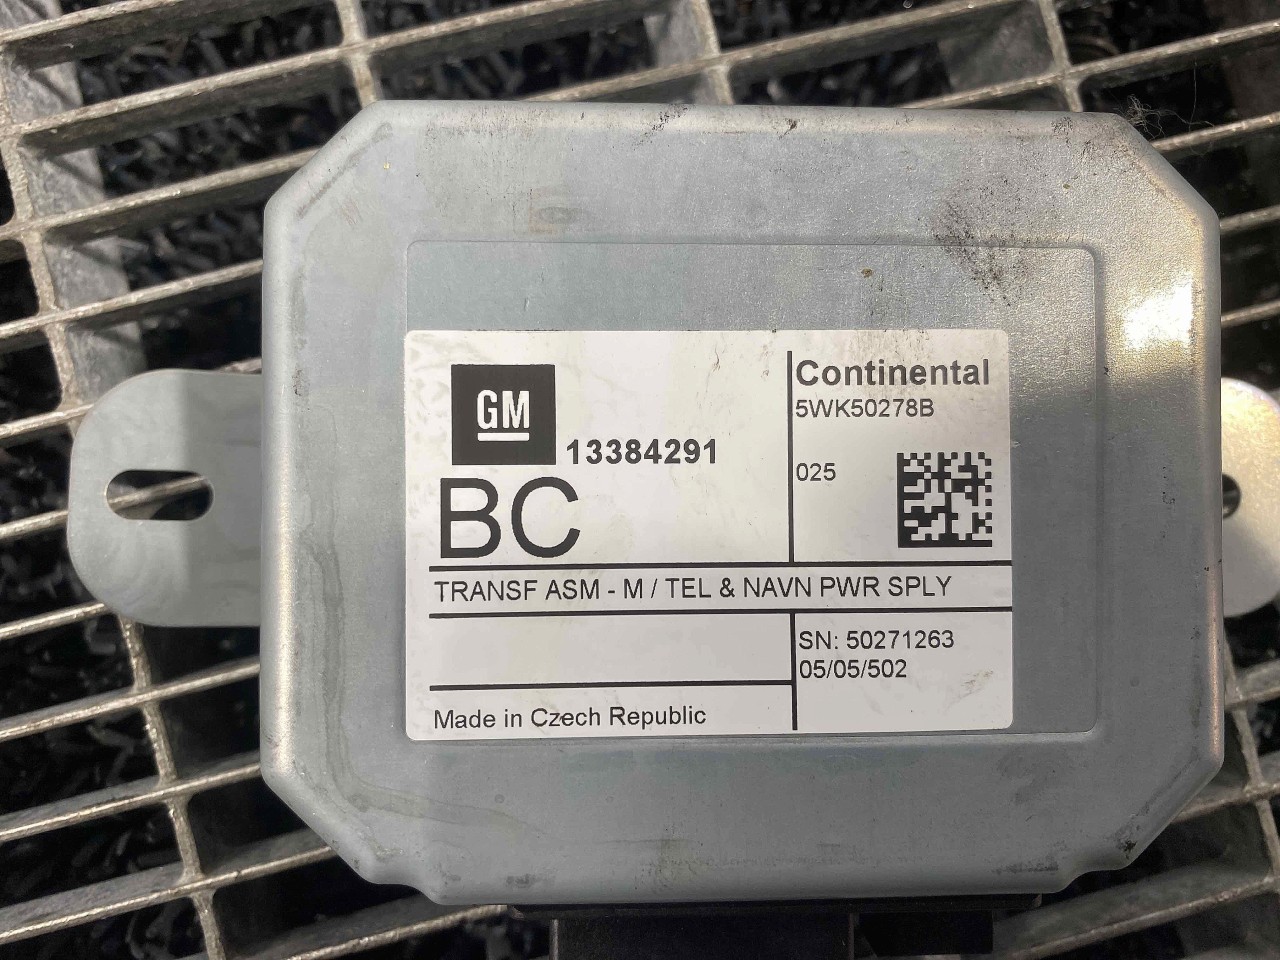 GM
13384291
BC
Continental
5WK50278B
025
TRANSF ASM - M / TEL & NAVN PWR SPLY
SN: 50271263
05/05/502
Made in Czech Republic